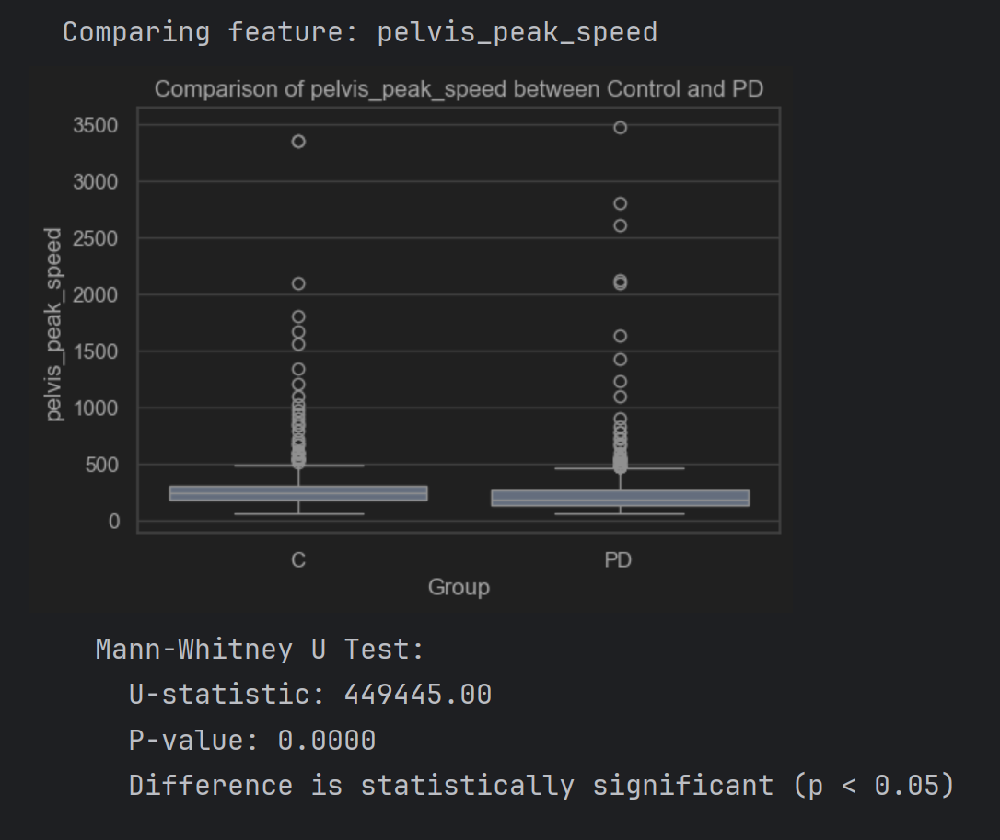 Comparing feature: pelvis_peak_speed
Comparison of pelvis_peak_speed between Control and PD
pelvis_peak_speed
3500
3000
2500
2000
1500
1000
500
0
C
PD
Group
Mann-Whitney U Test:
U-statistic: 449445.00
P-value: 0.0000
Difference is statistically significant (p < 0.05)